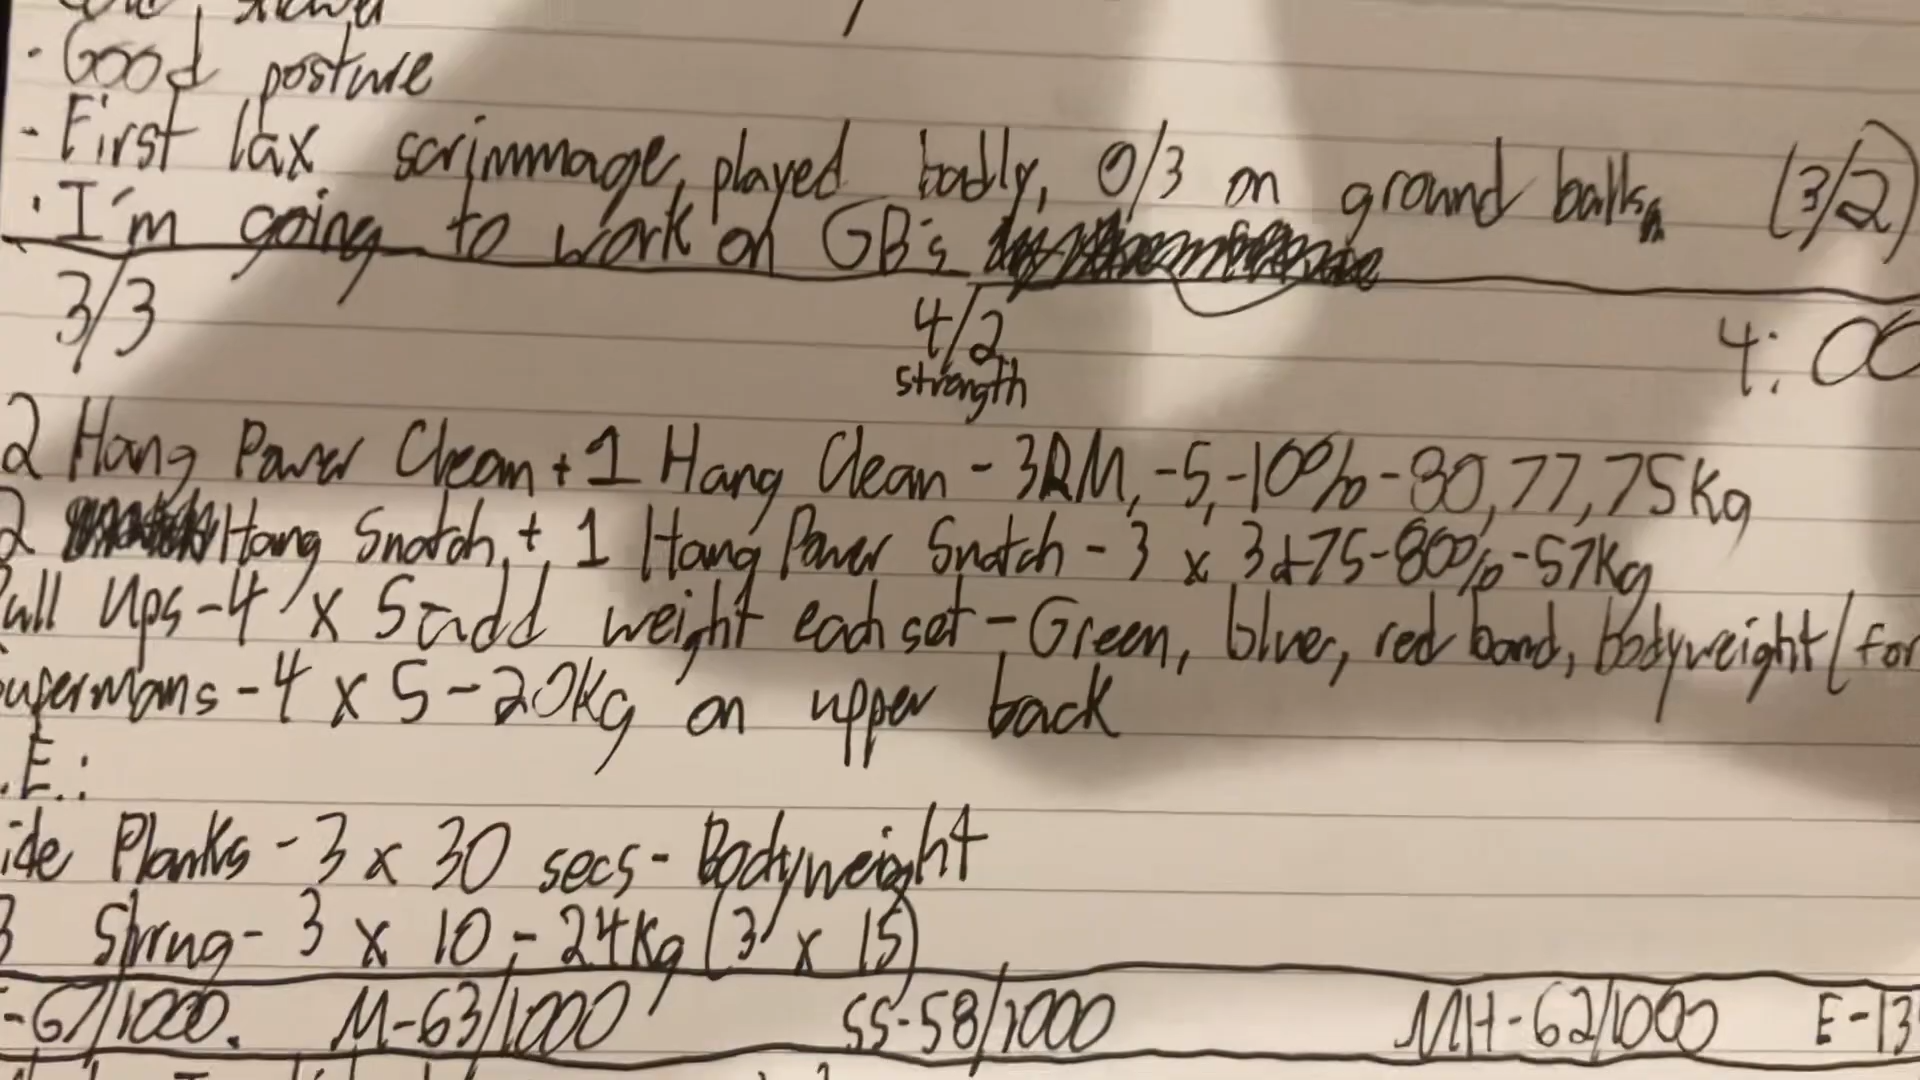 · Good posture
- First lax scrimmage, played badly, 0/3 on ground balls (3/2)
· I'm going to work on GB's
3/3 4/2 4:00
strength
2 Hang Power Clean + 1 Hang Clean - 3RM, -5, -10% - 80, 77, 75Kg
2 Hang Snatch + 1 Hang Power Snatch - 3 x 3 @ 75-80% - 57Kg
Pull Ups - 4 x 5 add weight each set - Green, blue, red band, bodyweight (for
upermans - 4 x 5 - 20Kg on upper back
.E.:
ide Planks - 3 x 30 secs - Bodyweight
3 Shrug - 3 x 10 - 24Kg (3 x 15)
-67/1000. M-63/1000 SS-58/1000 MH-62/1000 E-13